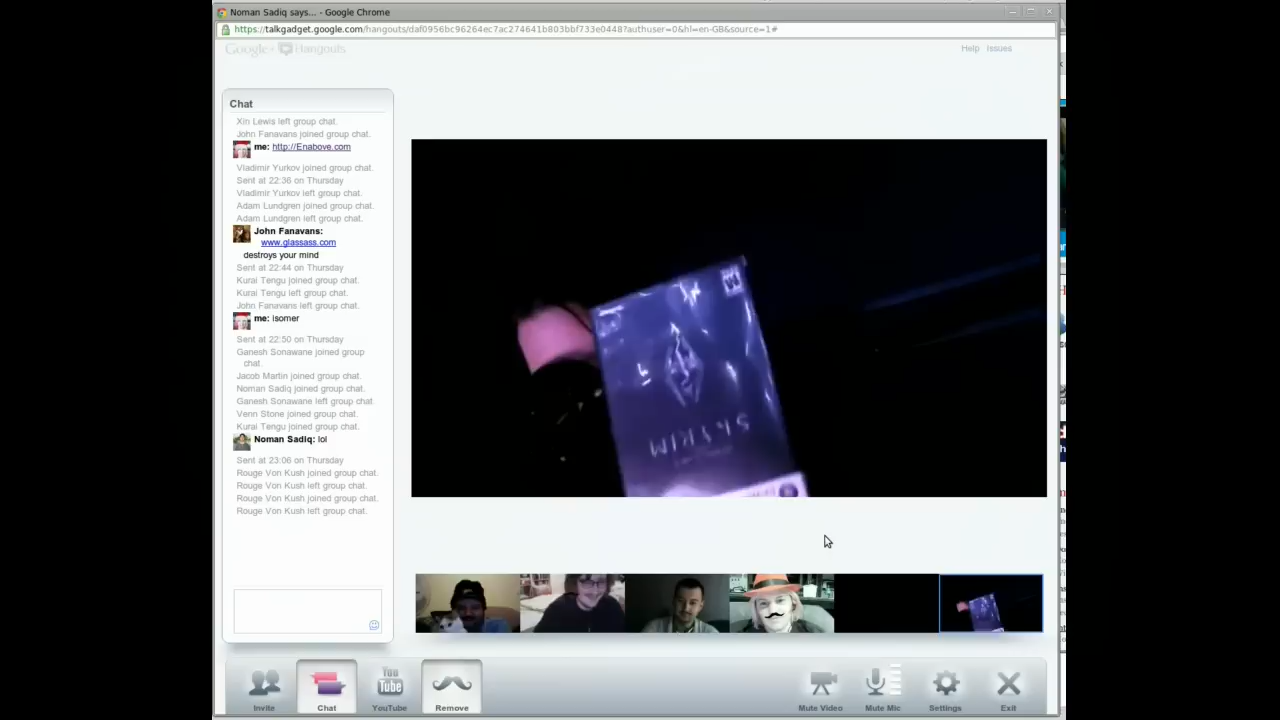 Noman Sadiq says... - Google Chrome
https://talkgadget.google.com/hangouts/daf0956bc96264ec7ac274641b803bbf733e0448?authuser=0&hl=en-GB&source=1#
Google+ Hangouts
Help Issues
Chat
Xin Lewis left group chat.
John Fanavans joined group chat.
me: http://Enabove.com
Vladimir Yurkov joined group chat.
Sent at 22:36 on Thursday
Vladimir Yurkov left group chat.
Adam Lundgren joined group chat.
Adam Lundgren left group chat.
John Fanavans:
www.glassass.com
destroys your mind
Sent at 22:44 on Thursday
Kurai Tengu joined group chat.
Kurai Tengu left group chat.
John Fanavans left group chat.
me: isomer
Sent at 22:50 on Thursday
Ganesh Sonawane joined group
chat.
Jacob Martin joined group chat.
Noman Sadiq joined group chat.
Ganesh Sonawane left group chat
Venn Stone joined group chat.
Kurai Tengu joined group chat.
Noman Sadiq: lol
Sent at 23:06 on Thursday
Rouge Von Kush joined group chat.
Rouge Von Kush left group chat.
Rouge Von Kush joined group chat.
Rouge Von Kush left group chat.
SKYRIM
Invite
Chat
You
Tube
YouTube
Remove
Mute Video
Mute Mic
Settings
Exit